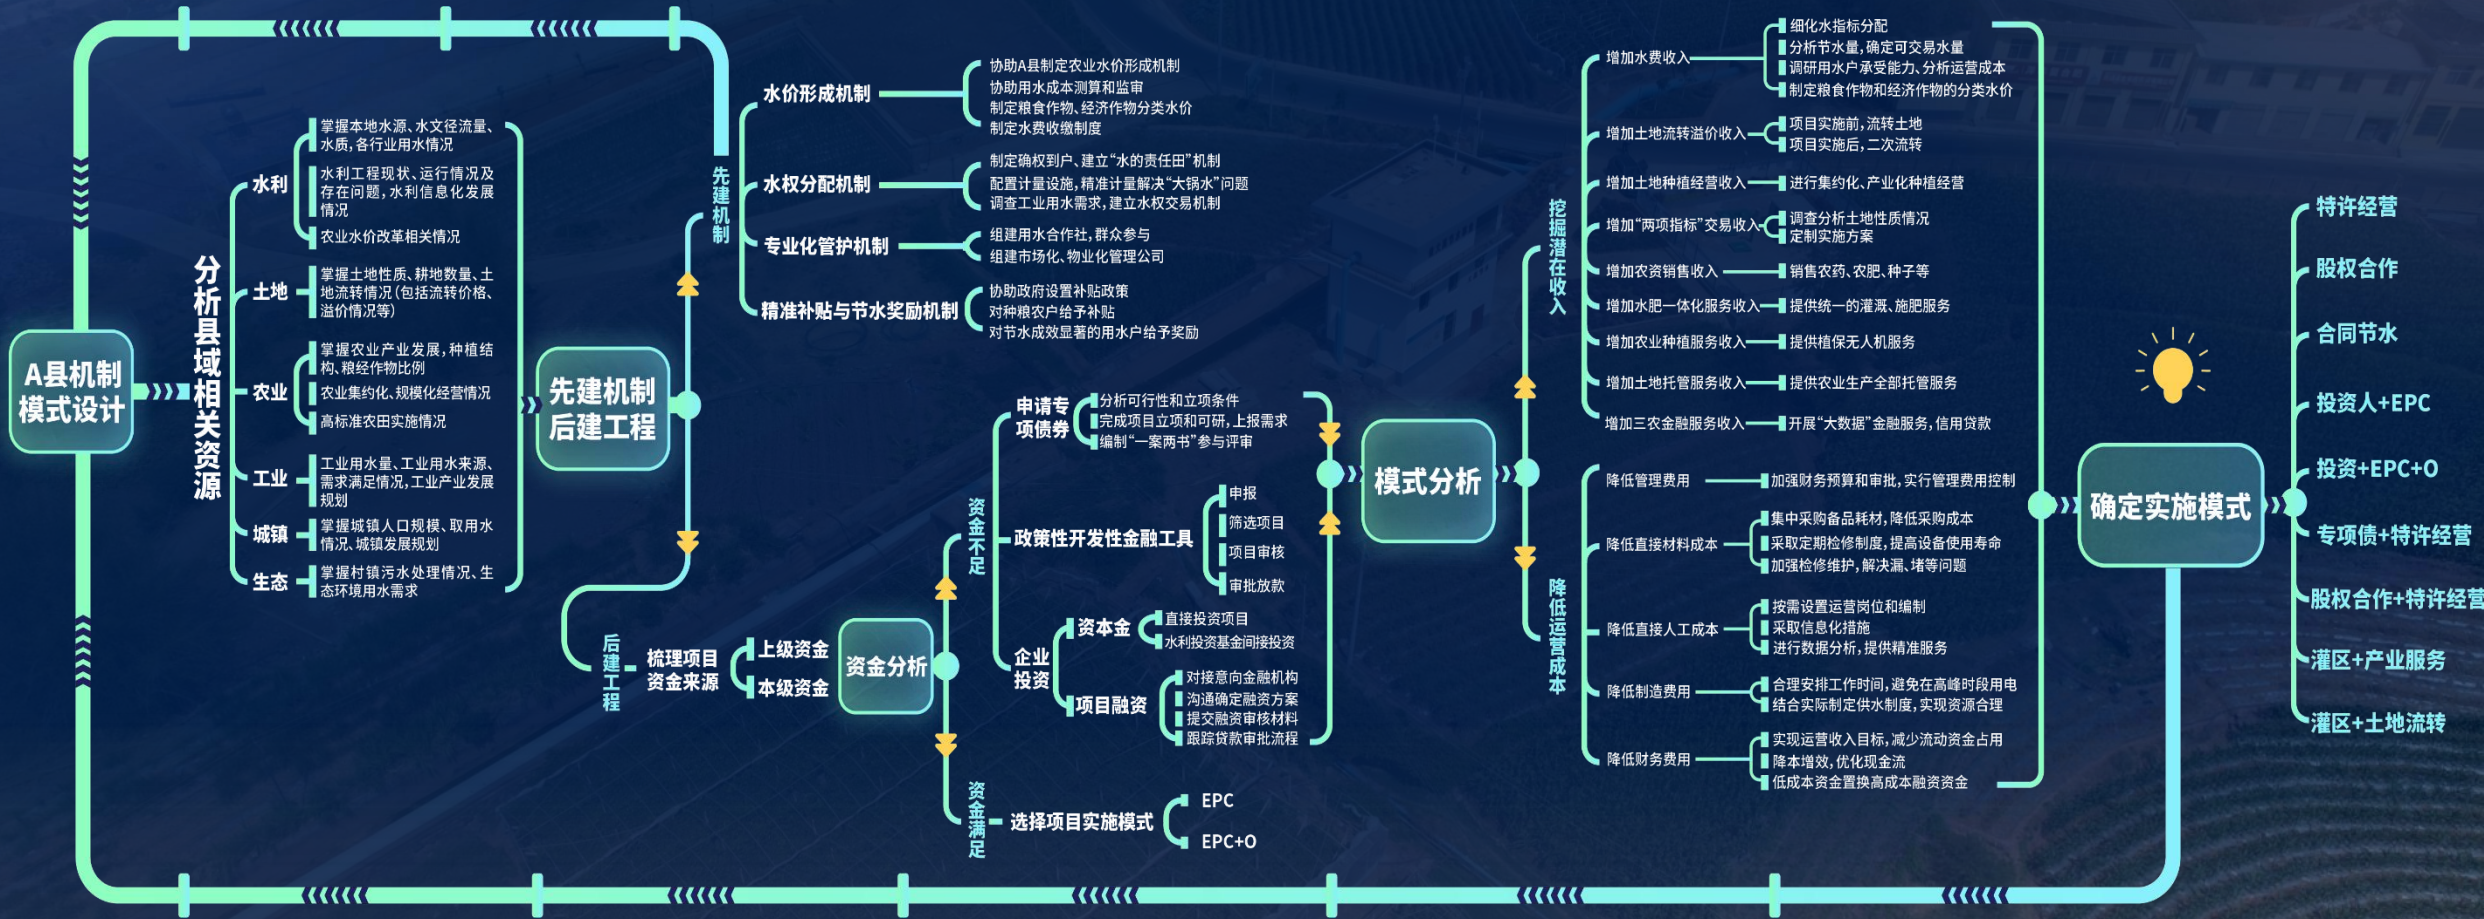 A县机制
模式设计
分析县域相关资源
水利
掌握本地水源、水文径流量、
水质,各行业用水情况
水利工程现状、运行情况及
存在问题,水利信息化发展
情况
农业水价改革相关情况
土地
掌握土地性质、耕地数量、土
地流转情况(包括流转价格、
溢价情况等)
农业
掌握农业产业发展,种植结
构、粮经作物比例
农业集约化、规模化经营情况
高标准农田实施情况
工业
工业用水量、工业用水来源、
需求满足情况,工业产业发展
规划
城镇
掌握城镇人口规模、取用水
情况、城镇发展规划
生态
掌握村镇污水处理情况、生
态环境用水需求
先建机制
后建工程
先建机制
水价形成机制
协助A县制定农业水价形成机制
协助用水成本测算和监审
制定粮食作物、经济作物分类水价
制定水费收缴制度
水权分配机制
制定确权到户、建立“水的责任田”机制
配置计量设施,精准计量解决“大锅水”问题
调查工业用水需求,建立水权交易机制
专业化管护机制
组建用水合作社,群众参与
组建市场化、物业化管理公司
精准补贴与节水奖励机制
协助政府设置补贴政策
对种粮农户给予补贴
对节水成效显著的用水户给予奖励
后建工程
梳理项目
资金来源
上级资金
本级资金
资金分析
资金不足
申请专
项债券
分析可行性和立项条件
完成项目立项和可研,上报需求
编制“一案两书”参与评审
政策性开发性金融工具
申报
筛选项目
项目审核
审批放款
企业
投资
资本金
直接投资项目
水利投资基金间接投资
项目融资
对接意向金融机构
沟通确定融资方案
提交融资审核材料
跟踪贷款审批流程
资金满足
选择项目实施模式
EPC
EPC+O
模式分析
挖掘潜在收入
增加水费收入
细化水指标分配
分析节水量,确定可交易水量
调研用水户承受能力、分析运营成本
制定粮食作物和经济作物的分类水价
增加土地流转溢价收入
项目实施前,流转土地
项目实施后,二次流转
增加土地种植经营收入
进行集约化、产业化种植经营
增加“两项指标”交易收入
调查分析土地性质情况
定制实施方案
增加农资销售收入
销售农药、农肥、种子等
增加水肥一体化服务收入
提供统一的灌溉、施肥服务
增加农业种植服务收入
提供植保无人机服务
增加土地托管服务收入
提供农业生产全部托管服务
增加三农金融服务收入
开展“大数据”金融服务,信用贷款
降低运营成本
降低管理费用
加强财务预算和审批,实行管理费用控制
降低直接材料成本
集中采购备品耗材,降低采购成本
采取定期检修制度,提高设备使用寿命
加强检修维护,解决漏、堵等问题
降低直接人工成本
按需设置运营岗位和编制
采取信息化措施
进行数据分析,提供精准服务
降低制造费用
合理安排工作时间,避免在高峰时段用电
结合实际制定供水制度,实现资源合理
降低财务费用
实现运营收入目标,减少流动资金占用
降本增效,优化现金流
低成本资金置换高成本融资资金
确定实施模式
特许经营
股权合作
合同节水
投资人+EPC
投资+EPC+O
专项债+特许经营
股权合作+特许经营
灌区+产业服务
灌区+土地流转